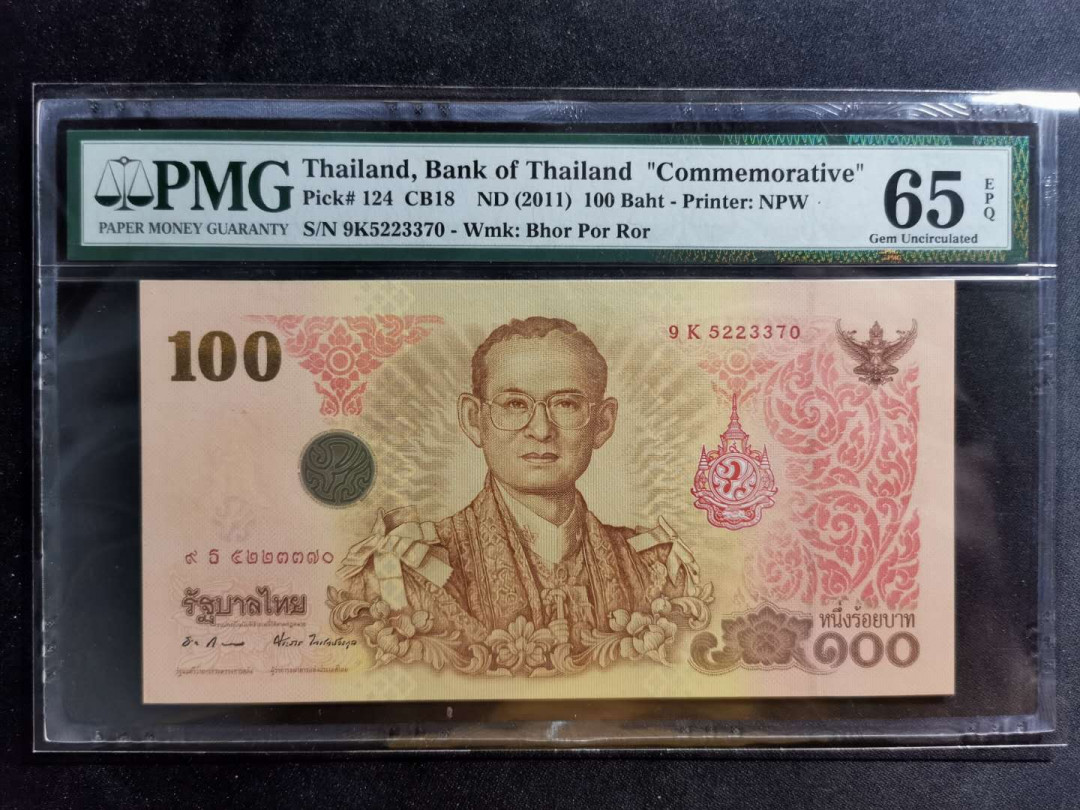 PMG
PAPER MONEY GUARANTY
Thailand, Bank of Thailand "Commemorative"
Pick# 124 CB18 ND (2011) 100 Baht - Printer: NPW
S/N 9K5223370 - Wmk: Bhor Por Ror
65
EPQ
Gem Uncirculated
100
9 K 5223370
๙ ธ ๕๒๒๓๓๗๐
รัฐบาลไทย
หนึ่งร้อยบาท
๑๐๐